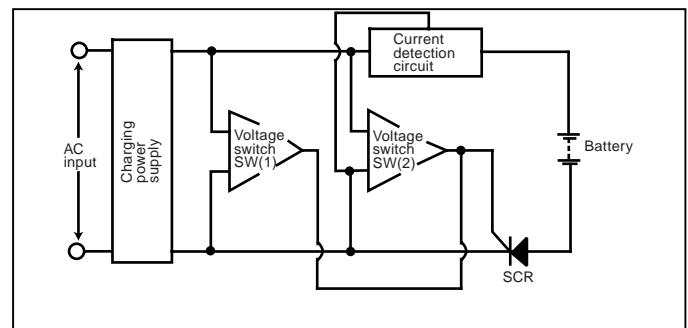 AC
input
Charging
power
supply
Voltage
switch
SW(1)
Voltage
switch
SW(2)
Current
detection
circuit
Battery
SCR